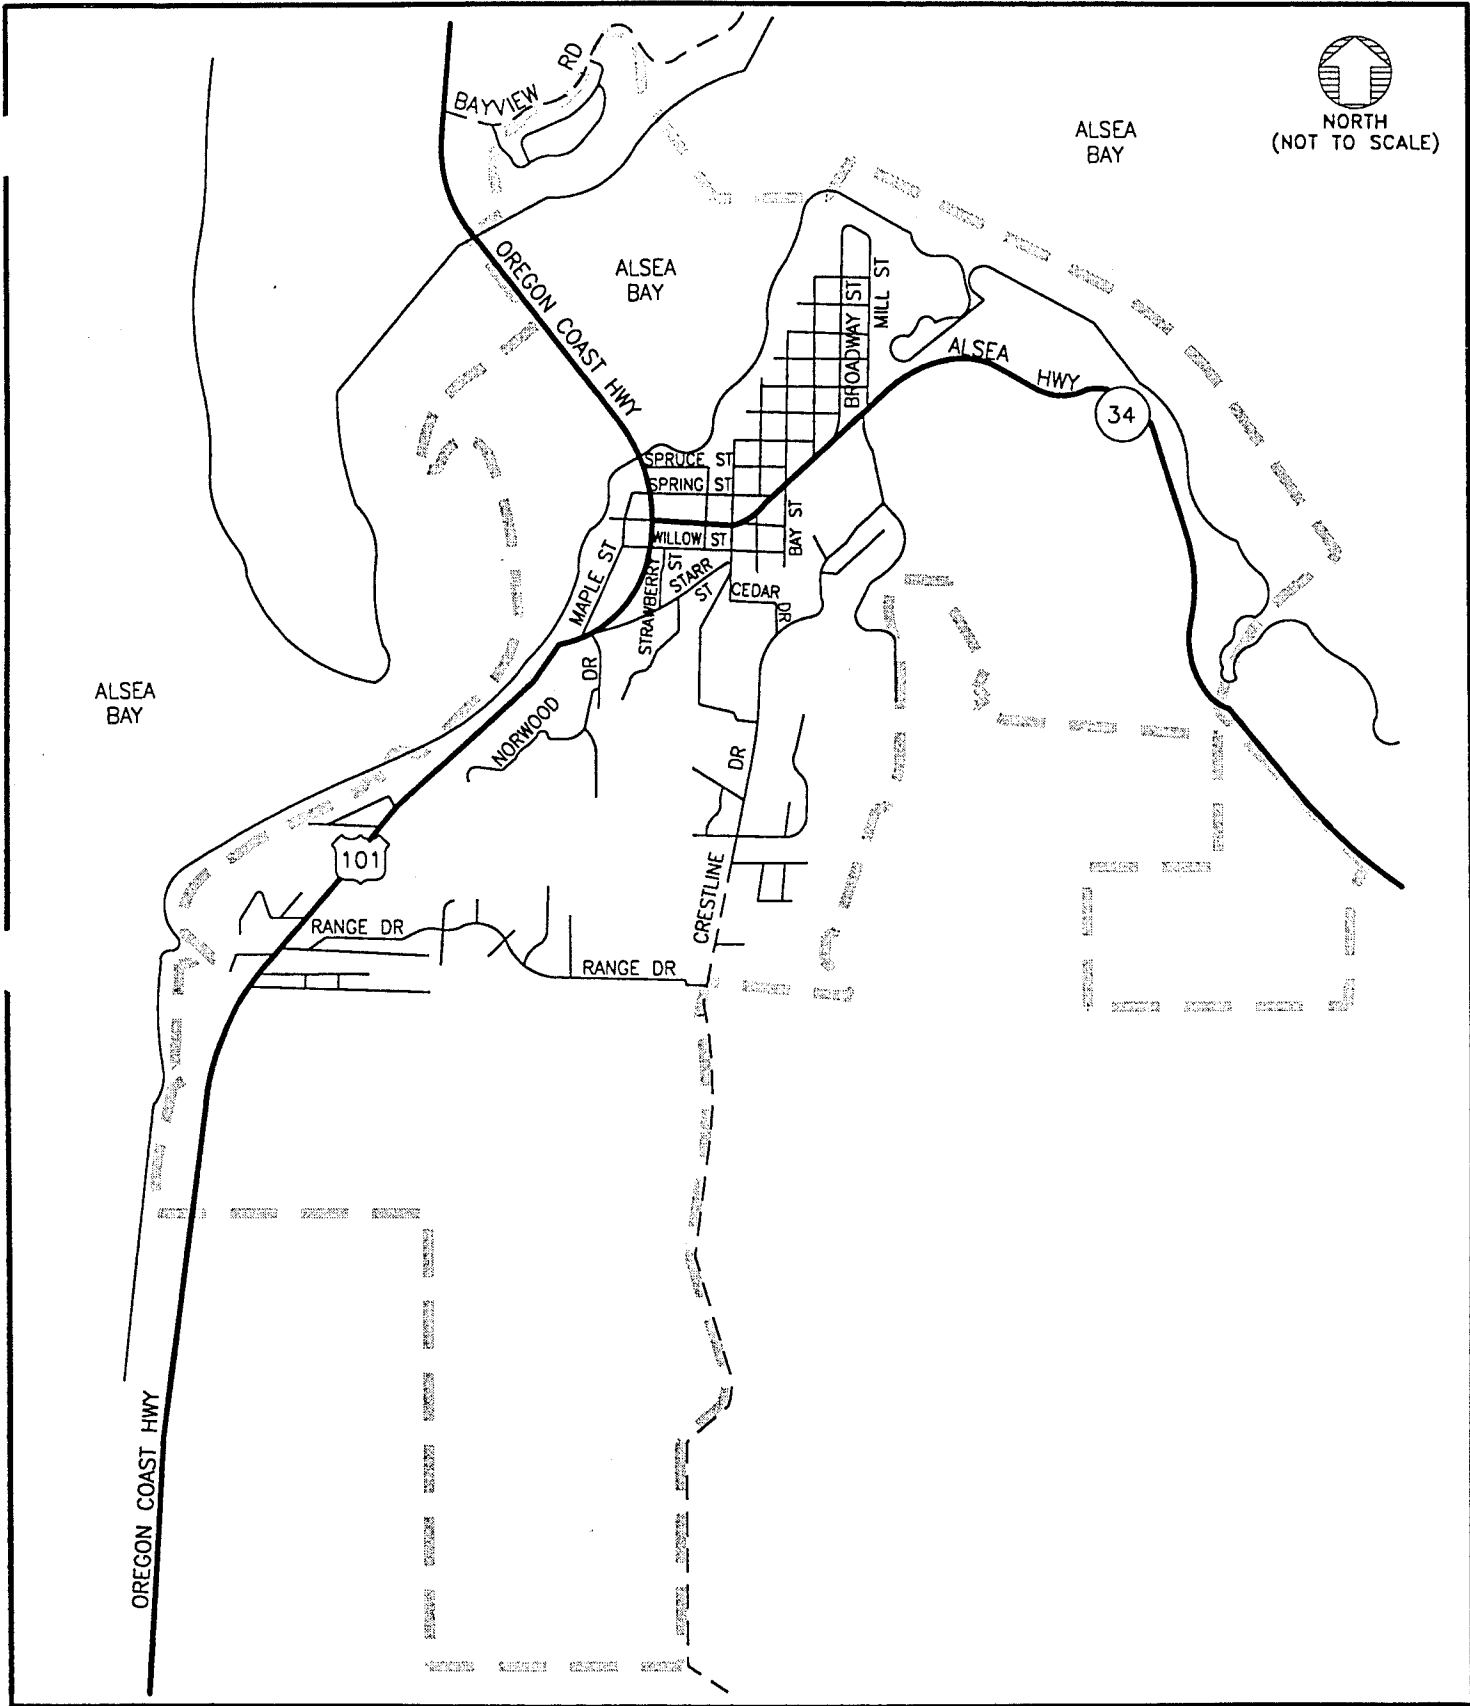 NORTH
(NOT TO SCALE)
BAYVIEW RD
ALSEA
BAY
ALSEA
BAY
OREGON COAST HWY
BROADWAY ST
MILL ST
ALSEA HWY
34
SPRUCE ST
SPRING ST
WILLOW ST
BAY ST
MAPLE ST
STRAWBERRY ST
STARR ST
CEDAR DR
NORWOOD DR
ALSEA
BAY
CRESTLINE DR
101
RANGE DR
RANGE DR
OREGON COAST HWY